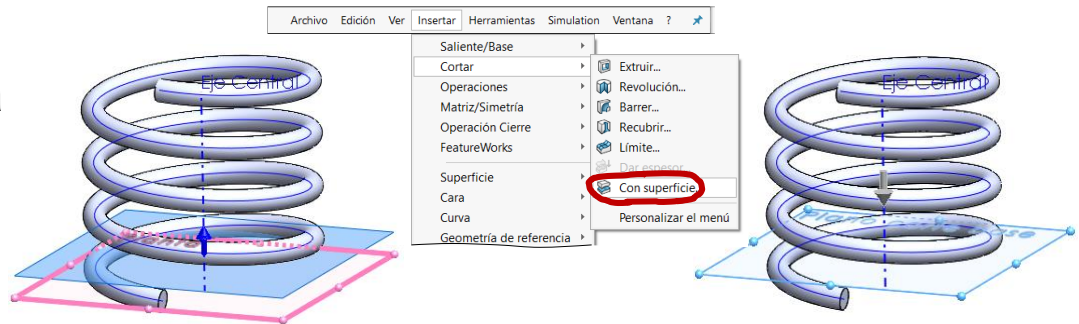 Archivo Edición Ver Insertar Herramientas Simulation Ventana ?
Saliente/Base
Cortar
Operaciones
Matriz/Simetría
Operación Cierre
FeatureWorks
Superficie
Cara
Curva
Geometría de referencia
Extruir...
Revolución...
Barrer...
Recubrir...
Límite...
Dar espesor...
Con superficie...
Personalizar el menú
Eje Central
Eje Central